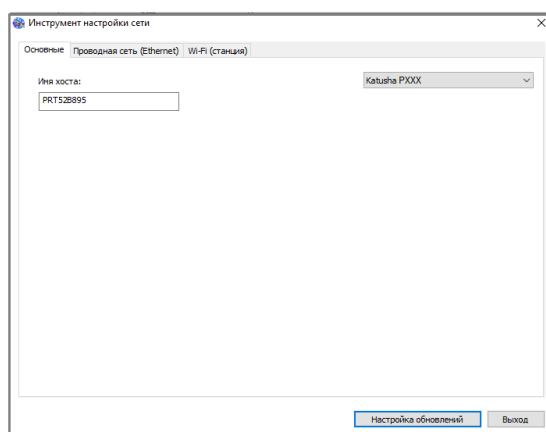 Инструмент настройки сети
Основные Проводная сеть (Ethernet) Wi-Fi (станция)
Имя хоста: Katusha PXXX
PRT52B895
Настройка обновлений Выход